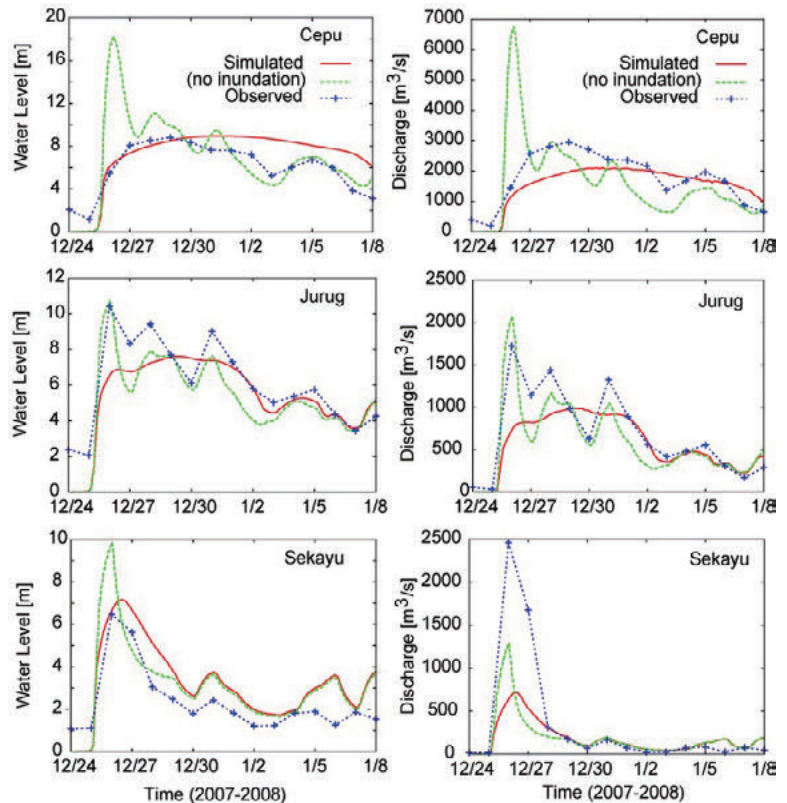 20
16
12
8
4
0
Water Level [m]
Cepu
Simulated
(no inundation)
Observed
12/24 12/27 12/30 1/2 1/5 1/8
7000
6000
5000
4000
3000
2000
1000
0
Discharge [m³/s]
Cepu
Simulated
(no inundation)
Observed
12/24 12/27 12/30 1/2 1/5 1/8
12
10
8
6
4
2
0
Water Level [m]
Jurug
12/24 12/27 12/30 1/2 1/5 1/8
2500
2000
1500
1000
500
0
Discharge [m³/s]
Jurug
12/24 12/27 12/30 1/2 1/5 1/8
10
8
6
4
2
0
Water Level [m]
Sekayu
12/24 12/27 12/30 1/2 1/5 1/8
Time (2007-2008)
2500
2000
1500
1000
500
0
Discharge [m³/s]
Sekayu
12/24 12/27 12/30 1/2 1/5 1/8
Time (2007-2008)